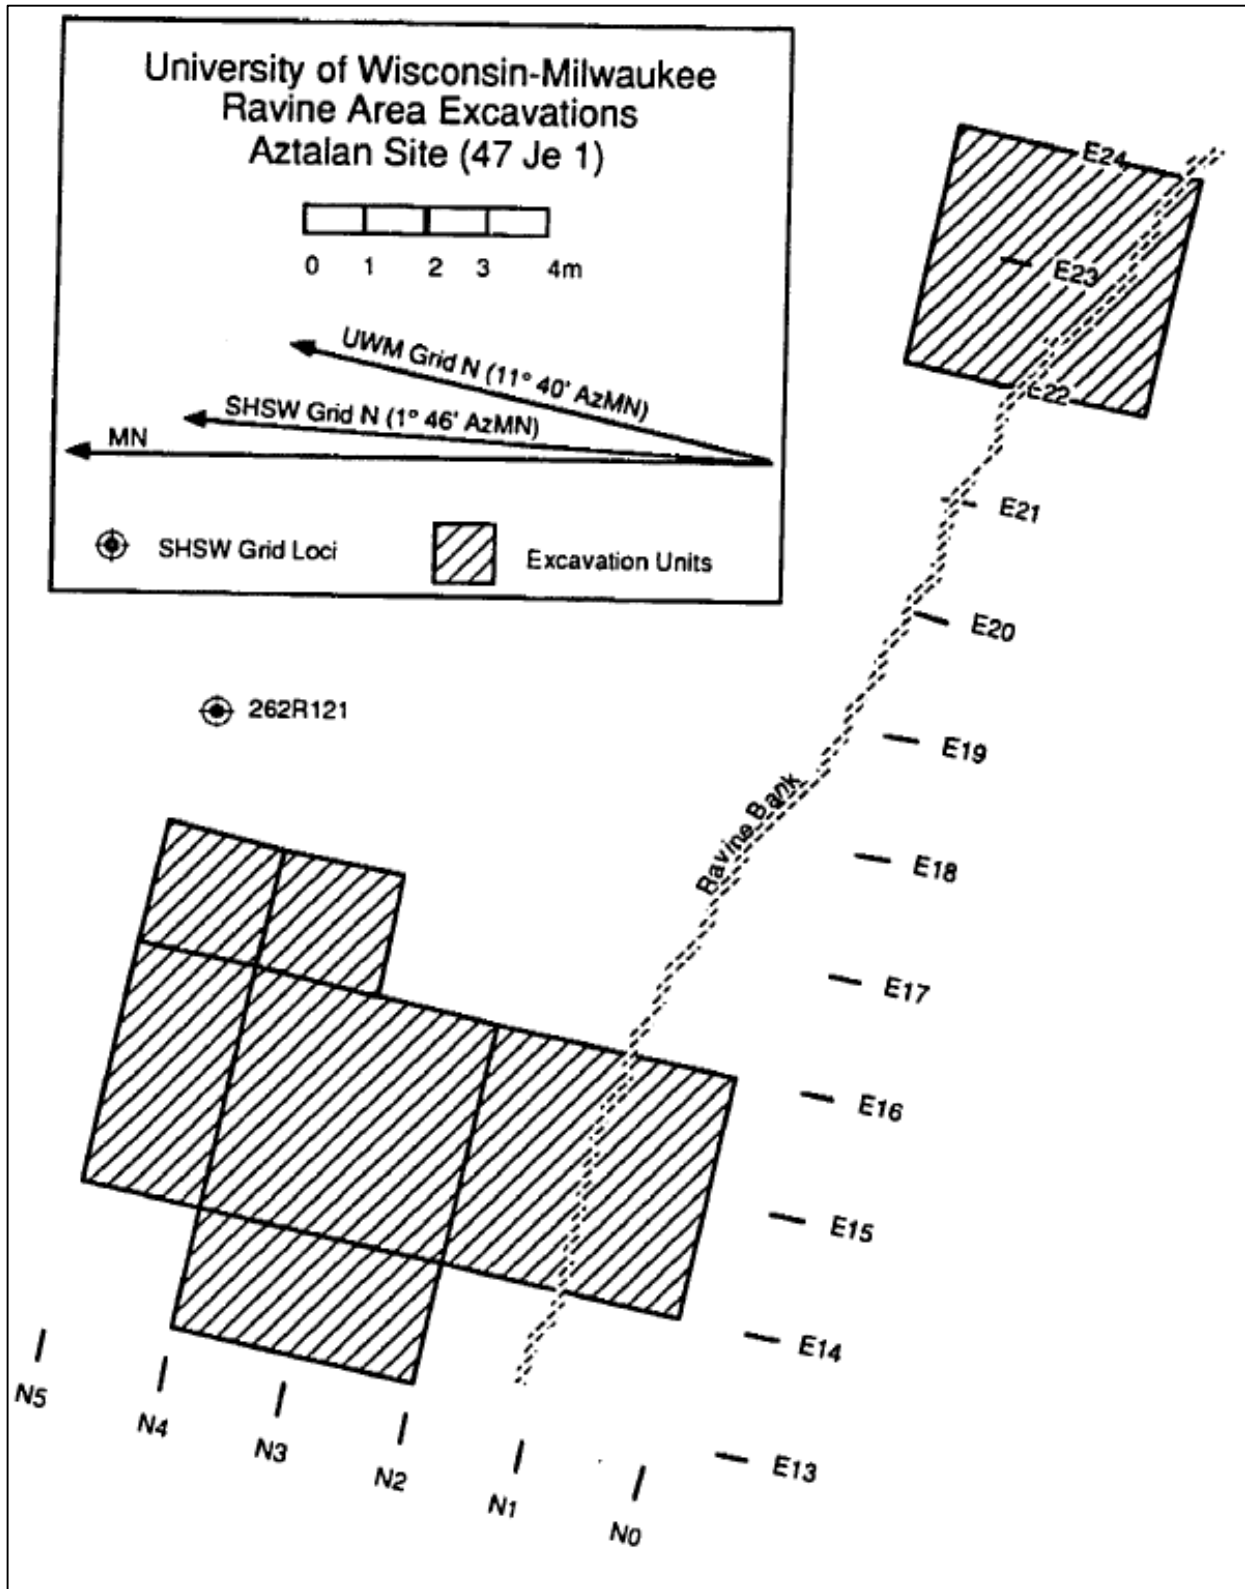 University of Wisconsin-Milwaukee
Ravine Area Excavations
Aztalan Site (47 Je 1)
0 1 2 3 4m
UWM Grid N (11° 40' AzMN)
SHSW Grid N (1° 46' AzMN)
MN
SHSW Grid Loci
Excavation Units
E24
E23
E22
E21
E20
262R121
E19
Ravine Bank
E18
E17
E16
E15
E14
E13
N5
N4
N3
N2
N1
N0